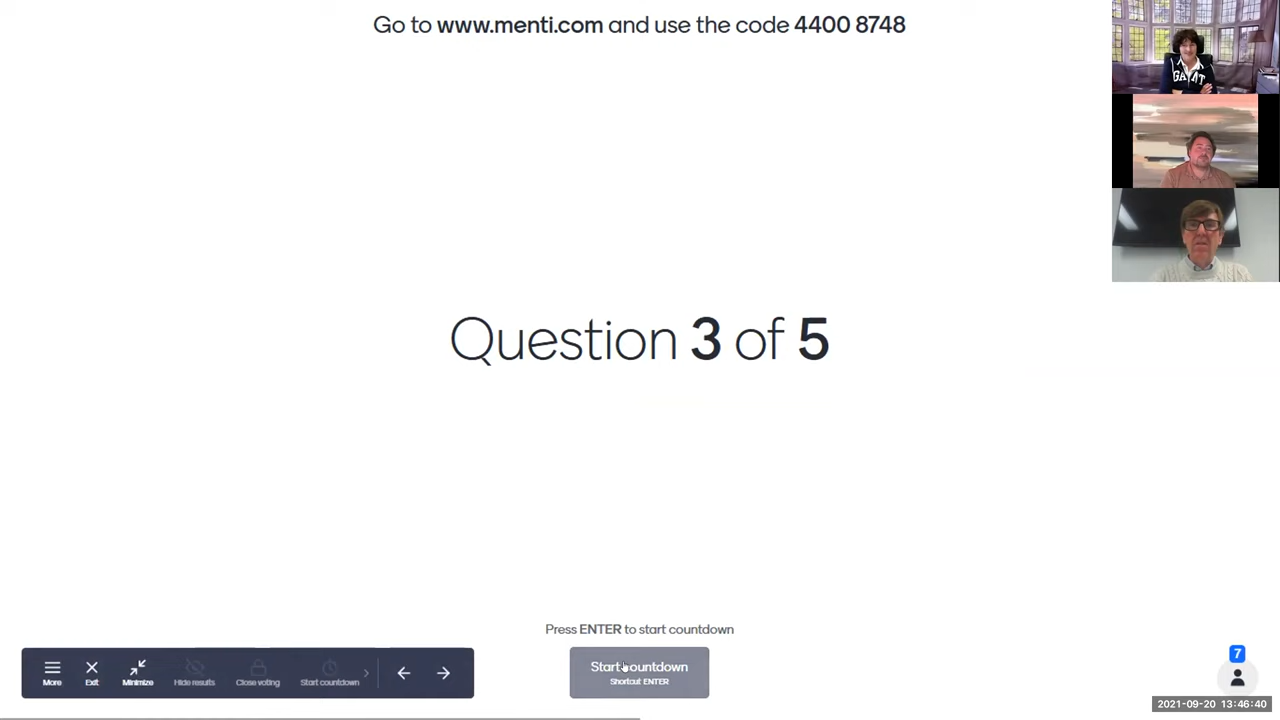 Go to www.menti.com and use the code 4400 8748
Question 3 of 5
Press ENTER to start countdown
Start countdown
Shortcut ENTER
More
Exit
Minimize
Hide results
Close voting
Start countdown
7
2021-09-20 13:46:40